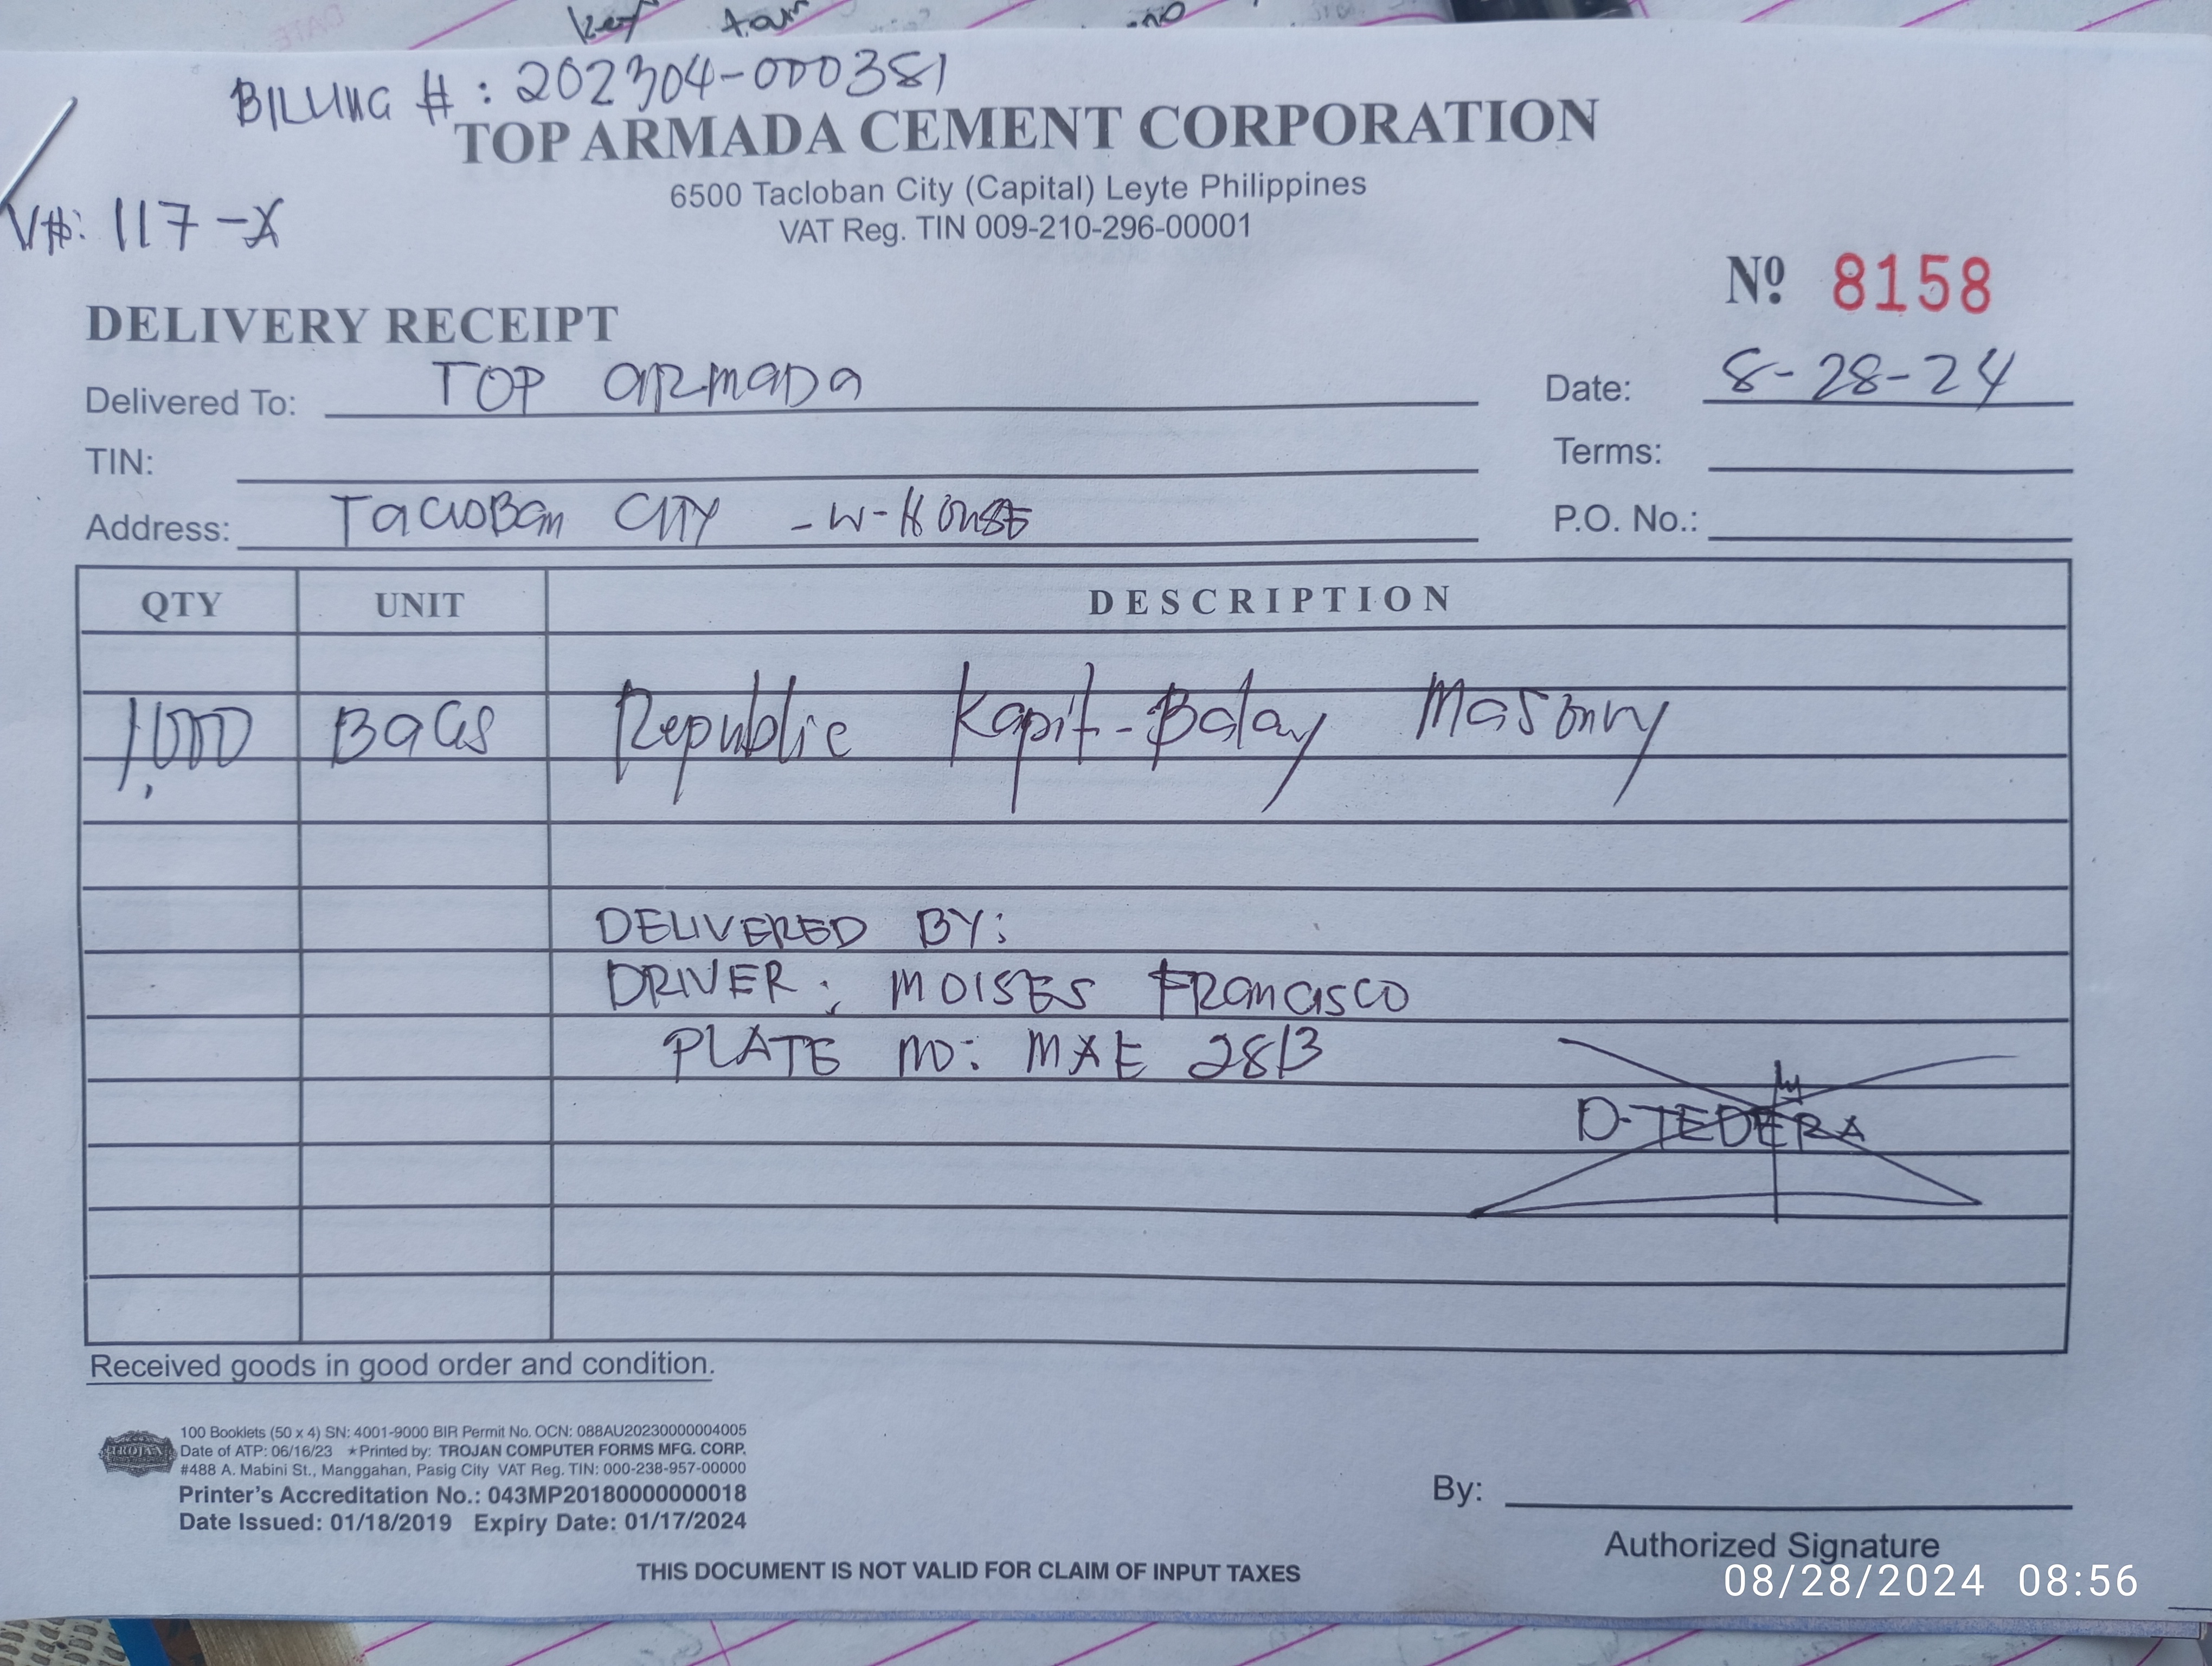 BILLING # : 202304-000381
TOP ARMADA CEMENT CORPORATION
6500 Tacloban City (Capital) Leyte Philippines
VAT Reg. TIN 009-210-296-00001
V#: 117-X
Nº 8158
DELIVERY RECEIPT
Delivered To: TOP ARMADA
Date: 8-28-24
TIN:
Terms:
Address: TACLOBAN CITY - W-HOUSE
P.O. No.:
QTY UNIT DESCRIPTION
1,000 BAGS Republic Kapit-Balay Masonry
DELIVERED BY:
DRIVER: MOISES FRANCISCO
PLATE NO: MAE 2813
D-TEDERA
Received goods in good order and condition.
TROJAN
100 Booklets (50 x 4) SN: 4001-9000 BIR Permit No. OCN: 088AU20230000004005
Date of ATP: 06/16/23 ★Printed by: TROJAN COMPUTER FORMS MFG. CORP.
#488 A. Mabini St., Manggahan, Pasig City VAT Reg. TIN: 000-238-957-00000
Printer's Accreditation No.: 043MP20180000000018
Date Issued: 01/18/2019 Expiry Date: 01/17/2024
By:
Authorized Signature
THIS DOCUMENT IS NOT VALID FOR CLAIM OF INPUT TAXES
08/28/2024 08:56